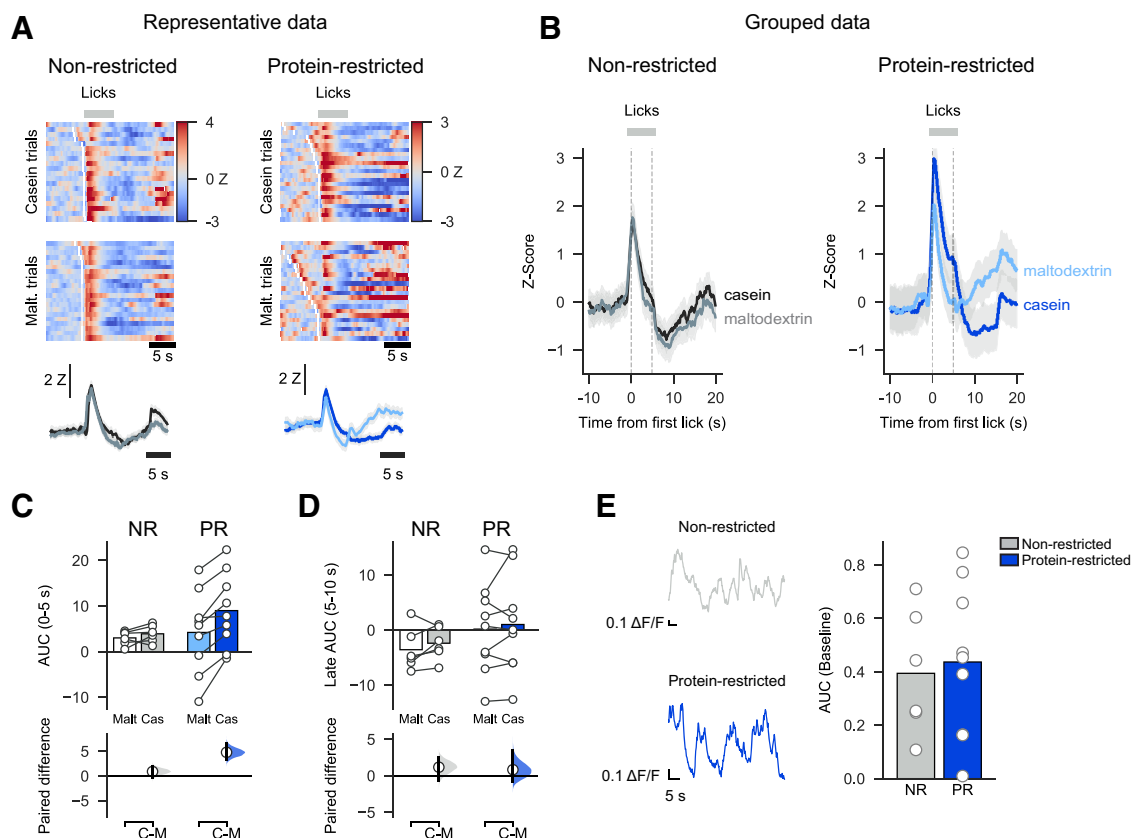 A
Representative data
Non-restricted
Protein-restricted
Licks
Licks
Casein trials
4
0 Z
-3
3
0 Z
-3
Malt. trials
5 s
5 s
2 Z
2 Z
5 s
5 s
B
Grouped data
Non-restricted
Protein-restricted
Licks
Licks
Z-Score
3
2
1
0
−1
casein
maltodextrin
-10
0
10
20
Time from first lick (s)
Z-Score
3
2
1
0
−1
maltodextrin
casein
-10
0
10
20
Time from first lick (s)
C
NR
PR
AUC (0–5 s)
20
10
0
−10
Malt Cas
Malt Cas
Paired difference
5
0
−5
C-M
C-M
D
NR
PR
Late AUC (5-10 s)
10
0
−10
Malt Cas
Malt Cas
Paired difference
5
0
−5
C-M
C-M
E
Non-restricted
0.1 ΔF/F
Protein-restricted
0.1 ΔF/F
5 s
AUC (Baseline)
0.8
0.6
0.4
0.2
0.0
NR
PR
Non-restricted
Protein-restricted